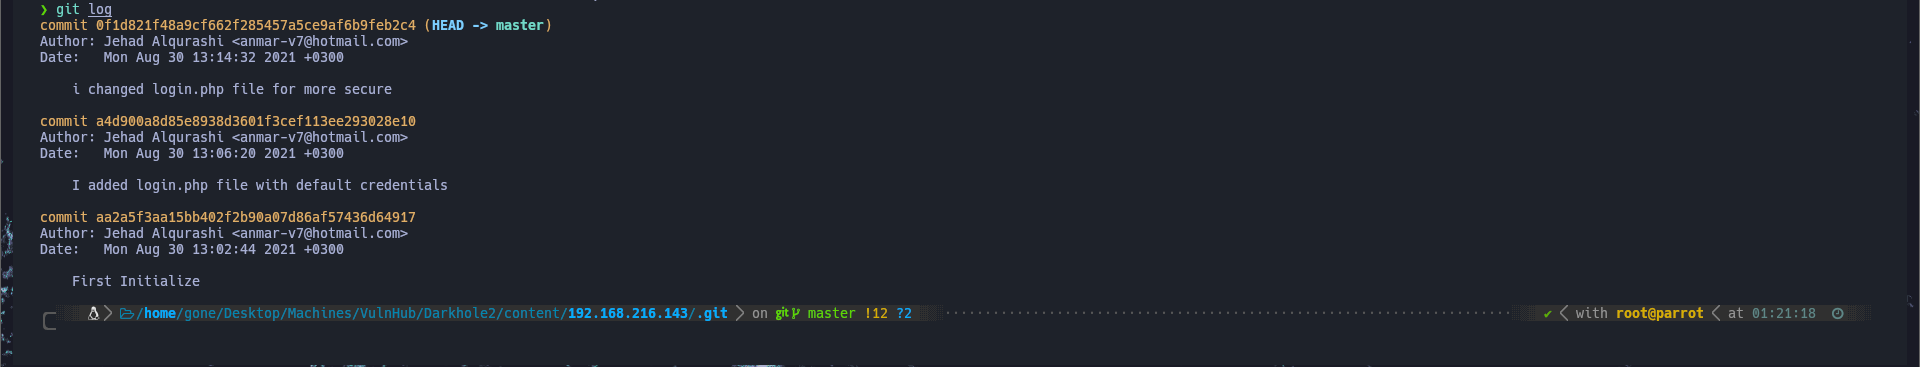 ❯ git log
commit 0f1d821f48a9cf662f285457a5ce9af6b9feb2c4 (HEAD -> master)
Author: Jehad Alqurashi <anmar-v7@hotmail.com>
Date:   Mon Aug 30 13:14:32 2021 +0300
i changed login.php file for more secure
commit a4d900a8d85e8938d3601f3cef113ee293028e10
Author: Jehad Alqurashi <anmar-v7@hotmail.com>
Date:   Mon Aug 30 13:06:20 2021 +0300
I added login.php file with default credentials
commit aa2a5f3aa15bb402f2b90a07d86af57436d64917
Author: Jehad Alqurashi <anmar-v7@hotmail.com>
Date:   Mon Aug 30 13:02:44 2021 +0300
First Initialize
/home/gone/Desktop/Machines/VulnHub/Darkhole2/content/192.168.216.143/.git on git master !12 ?2 ✔ with root@parrot at 01:21:18